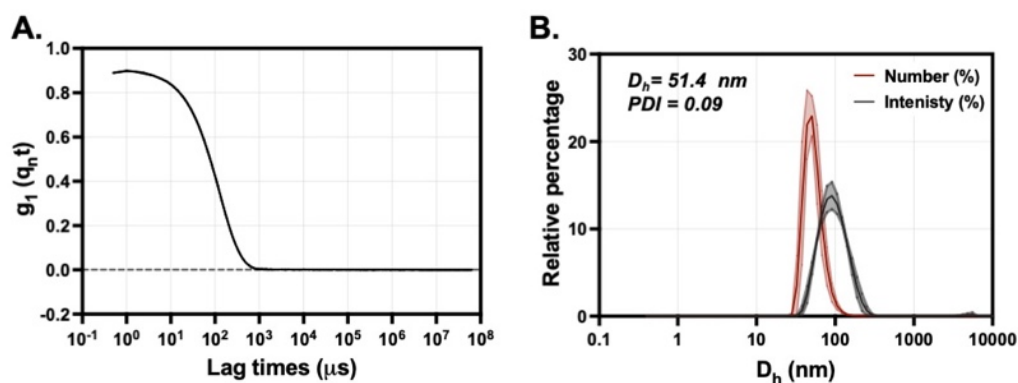 A.
1.0
0.8
0.6
0.4
0.2
0.0
-0.2
g₁ (qₙt)
10⁻¹ 10⁰ 10¹ 10² 10³ 10⁴ 10⁵ 10⁶ 10⁷ 10⁸
Lag times (μs)
B.
30
20
10
0
Relative percentage
Dₕ= 51.4 nm
PDI = 0.09
Number (%)
Intenisty (%)
0.1 1 10 100 1000 10000
Dₕ (nm)